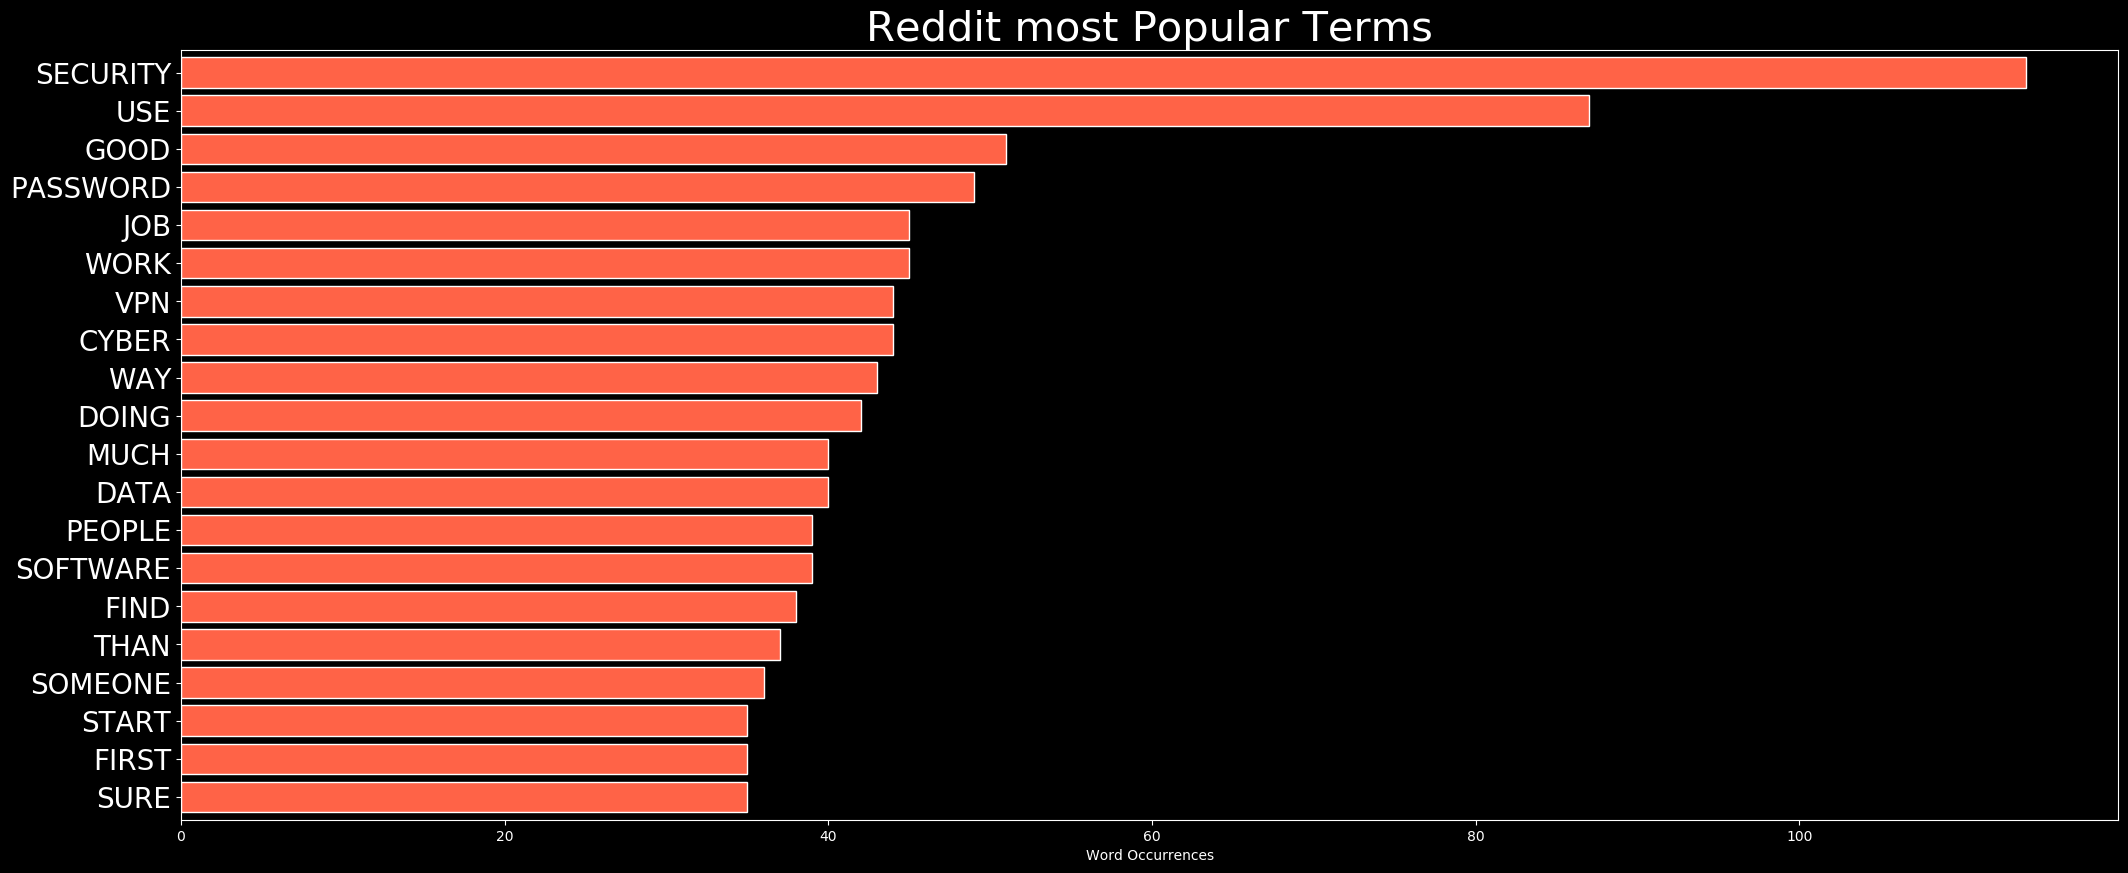 Reddit most Popular Terms
SECURITY
USE
GOOD
PASSWORD
JOB
WORK
VPN
CYBER
WAY
DOING
MUCH
DATA
PEOPLE
SOFTWARE
FIND
THAN
SOMEONE
START
FIRST
SURE
0 20 40 60 80 100
Word Occurrences